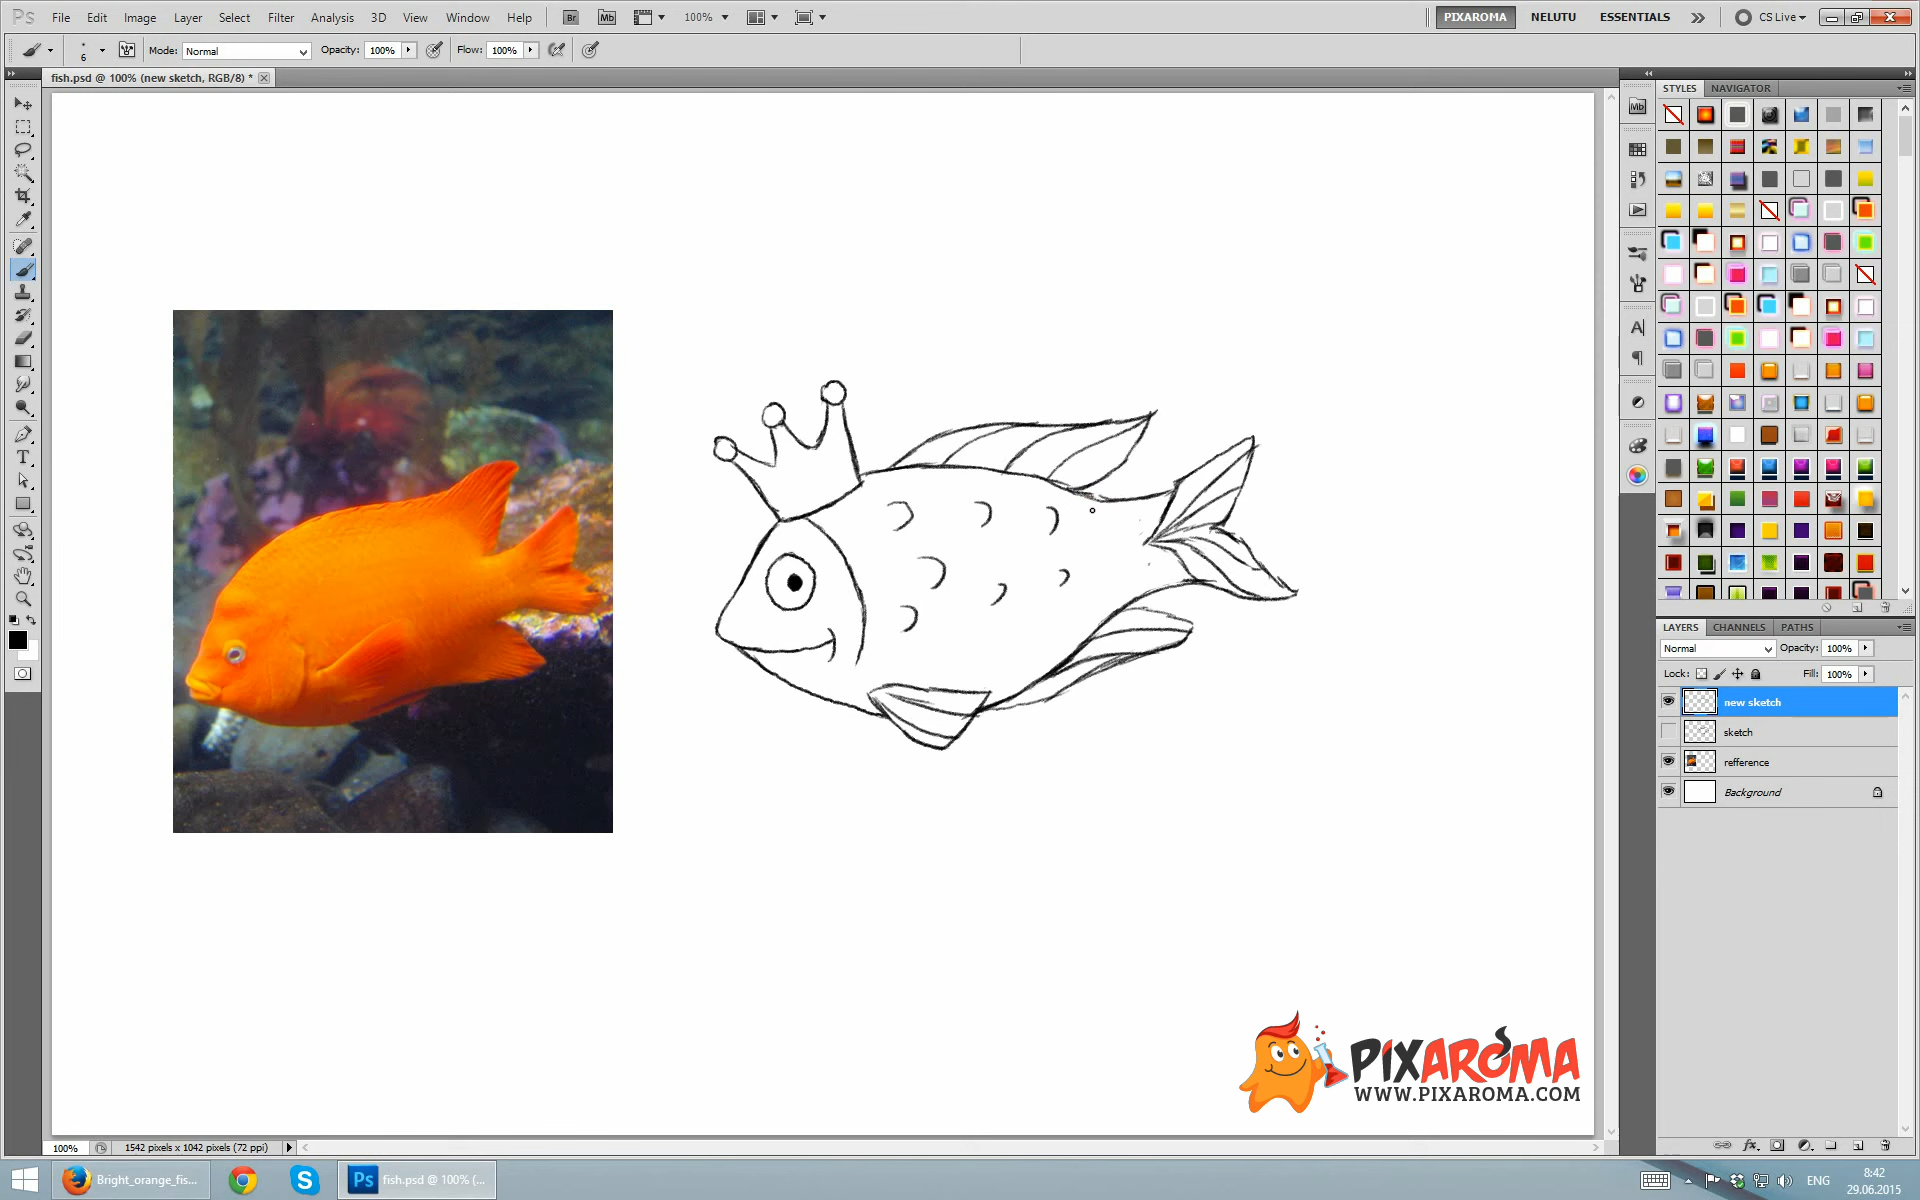 Ps File Edit Image Layer Select Filter Analysis 3D View Window Help Br Mb 100% PIXAROMA NELUTU ESSENTIALS CS Live
6 Mode: Normal Opacity: 100% Flow: 100%
fish.psd @ 100% (new sketch, RGB/8) *
STYLES NAVIGATOR
Mb
A
T
LAYERS CHANNELS PATHS
Normal Opacity: 100%
Lock: Fill: 100%
new sketch
sketch
refference
Background
PIXAROMA
WWW.PIXAROMA.COM
100% 1542 pixels x 1042 pixels (72 ppi)
Bright_orange_fis... Ps fish.psd @ 100% (... ENG 8:42
29.06.2015